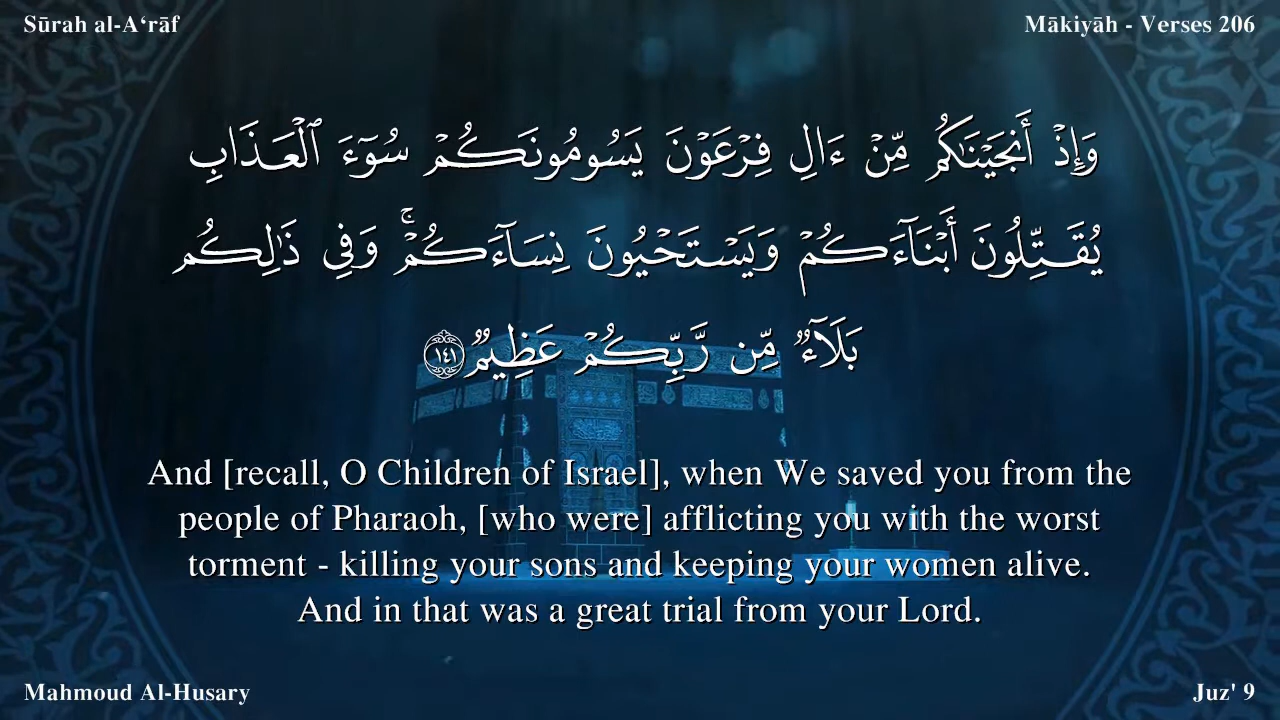 Sūrah al-A‘rāf
Mākiyāh - Verses 206
وَإِذۡ أَنجَيۡنَٰكُم مِّنۡ ءَالِ فِرۡعَوۡنَ يَسُومُونَكُمۡ سُوٓءَ ٱلۡعَذَابِ
يُقَتِّلُونَ أَبۡنَآءَكُمۡ وَيَسۡتَحۡيُونَ نِسَآءَكُمۡۚ وَفِي ذَٰلِكُم
بَلَآءٞ مِّن رَّبِّكُمۡ عَظِيمٞ ١٤١
And [recall, O Children of Israel], when We saved you from the
people of Pharaoh, [who were] afflicting you with the worst
torment - killing your sons and keeping your women alive.
And in that was a great trial from your Lord.
Mahmoud Al-Husary
Juz' 9